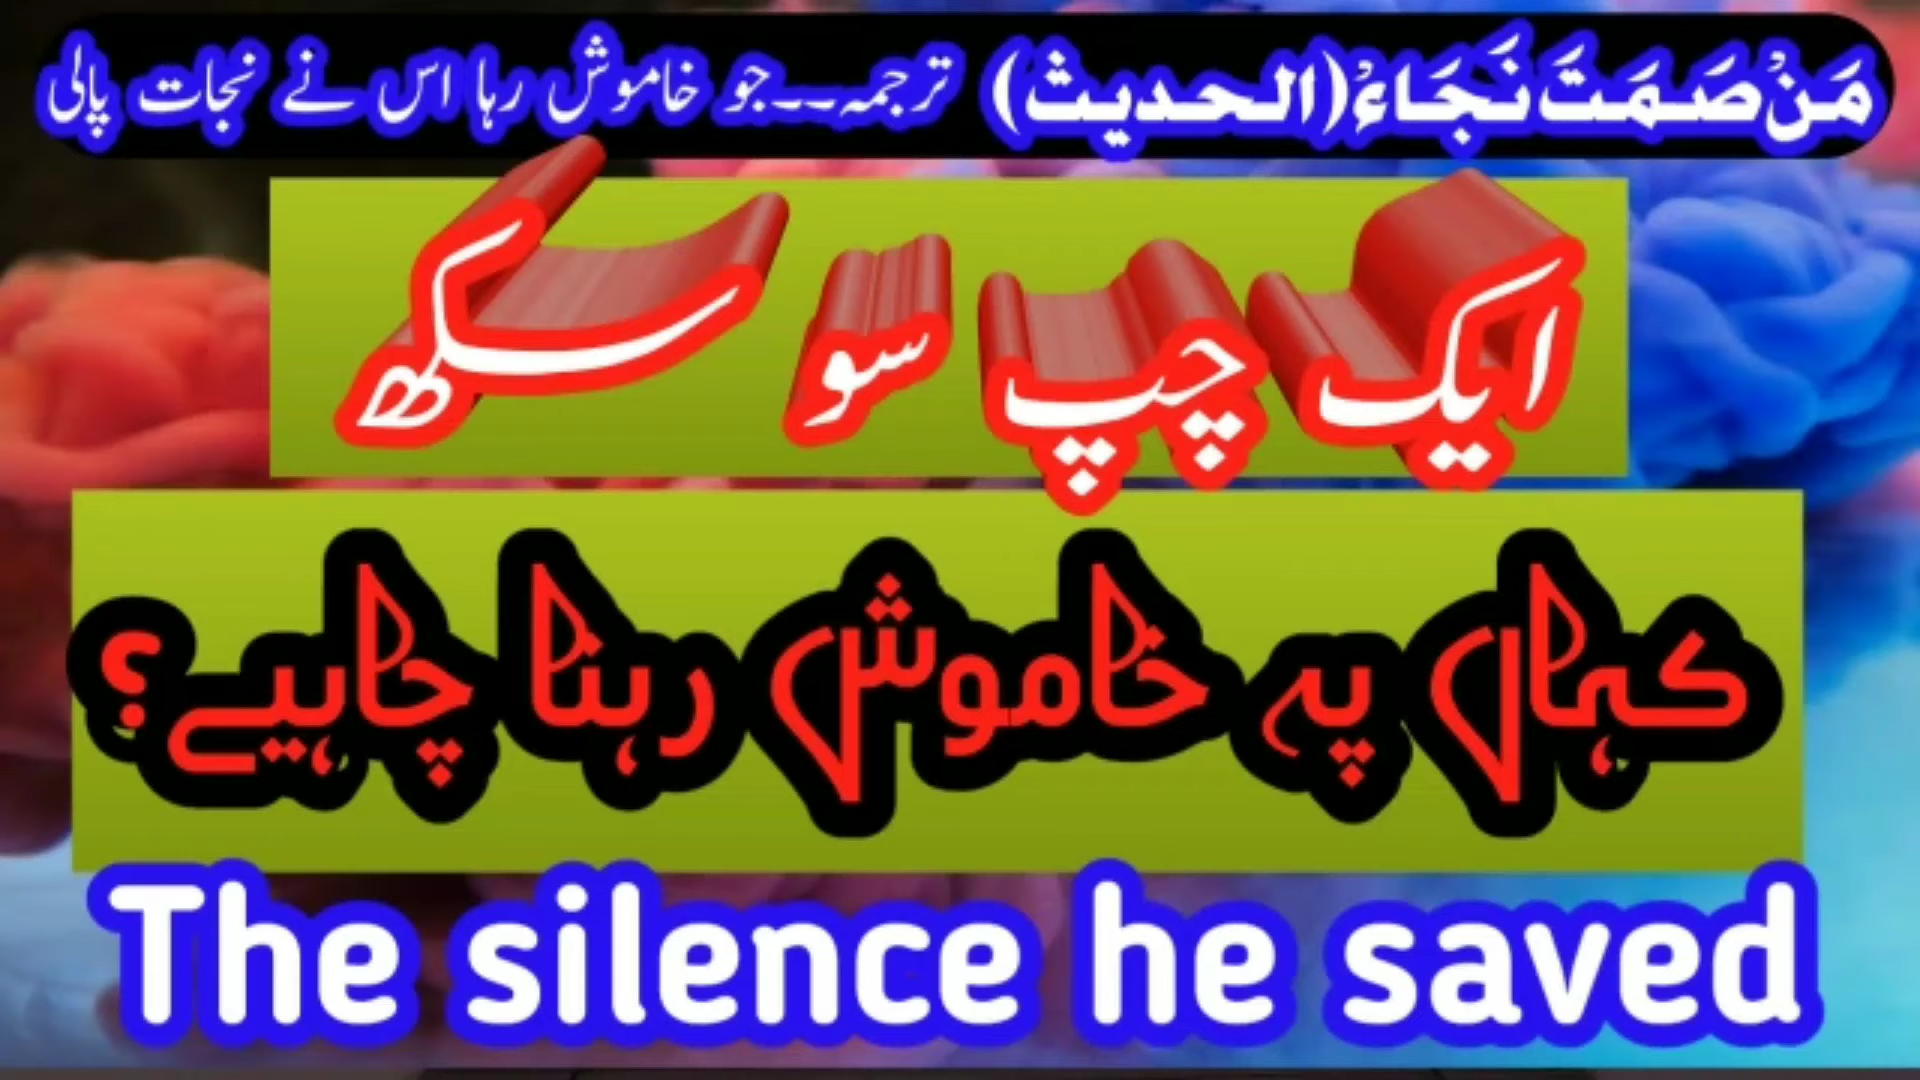 مَنْ صَمَتَ نَجَاءْ (الحدیث) ترجمہ۔۔جو خاموش رہا اس نے نجات پالی
ایک چپ سو سکھ
کہاں پہ خاموش رہنا چاہیے؟
The silence he saved